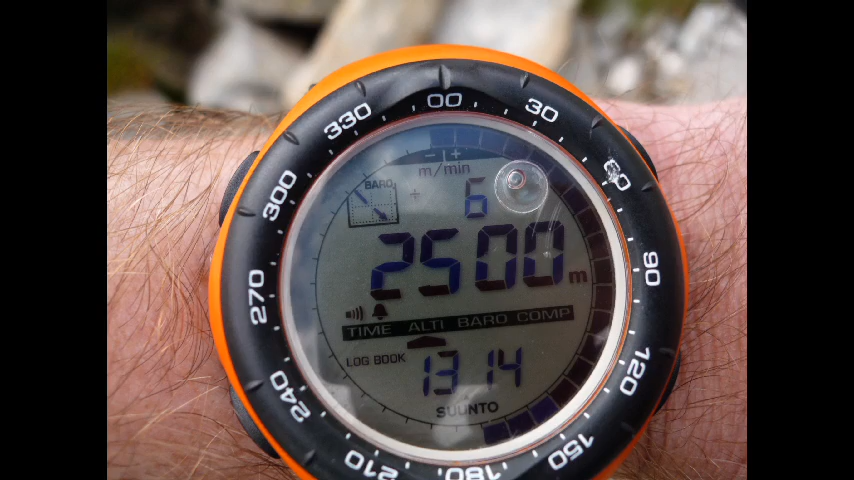 00
30
60
90
120
150
180
210
240
270
300
330
- +
m/min
BARO
6
2500 m
TIME ALTI BARO COMP
LOG BOOK
13 14
SUUNTO